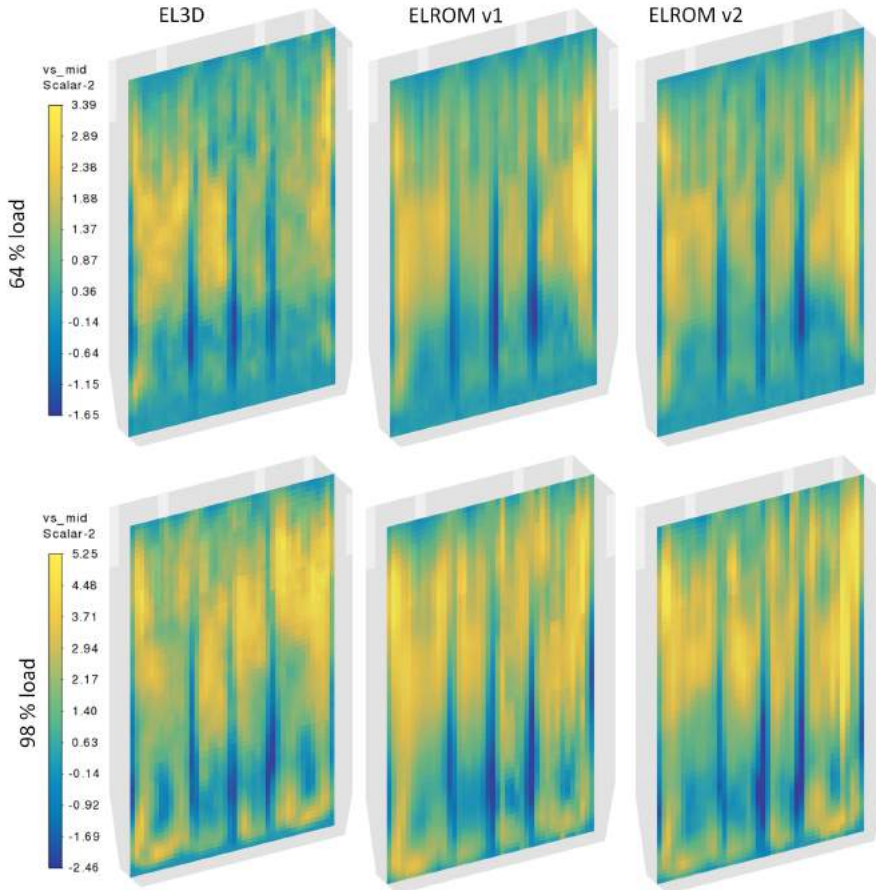 EL3D
ELROM v1
ELROM v2
vs_mid
Scalar-2
3.39
2.89
2.38
1.88
1.37
0.87
0.36
-0.14
-0.64
-1.15
-1.65
64 % load
vs_mid
Scalar-2
5.25
4.48
3.71
2.94
2.17
1.40
0.63
-0.14
-0.92
-1.69
-2.46
98 % load